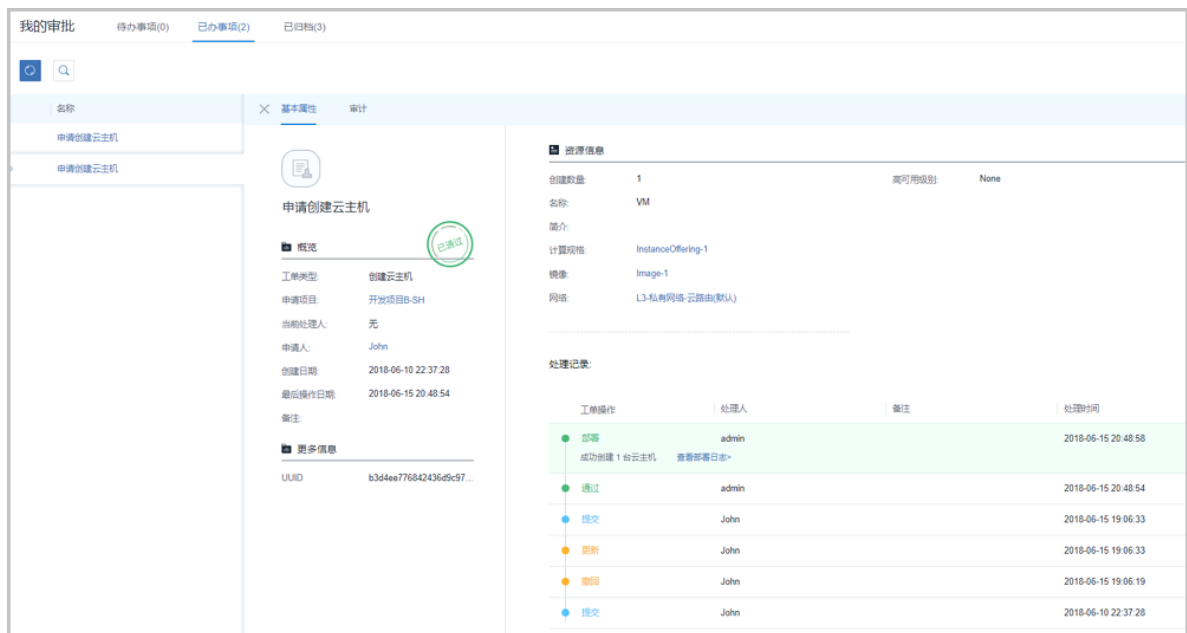 我的审批 待办事项(0) 已办事项(2) 已归档(3)
名称
申请创建云主机
申请创建云主机
基本属性 审计
申请创建云主机
已通过
概览
工单类型: 创建云主机
申请项目: 开发项目B-SH
当前处理人: 无
申请人: John
创建日期: 2018-06-10 22:37:28
最后操作日期: 2018-06-15 20:48:54
备注:
更多信息
UUID b3d4ee776842436d9c97...
资源信息
创建数量: 1 高可用级别: None
名称: VM
简介:
计算规格: InstanceOffering-1
镜像: Image-1
网络: L3-私有网络-云路由(默认)
处理记录:
工单操作 处理人 备注 处理时间
部署 admin 2018-06-15 20:48:58
成功创建 1 台云主机 查看部署日志>
通过 admin 2018-06-15 20:48:54
提交 John 2018-06-15 19:06:33
更新 John 2018-06-15 19:06:33
撤回 John 2018-06-15 19:06:19
提交 John 2018-06-10 22:37:28